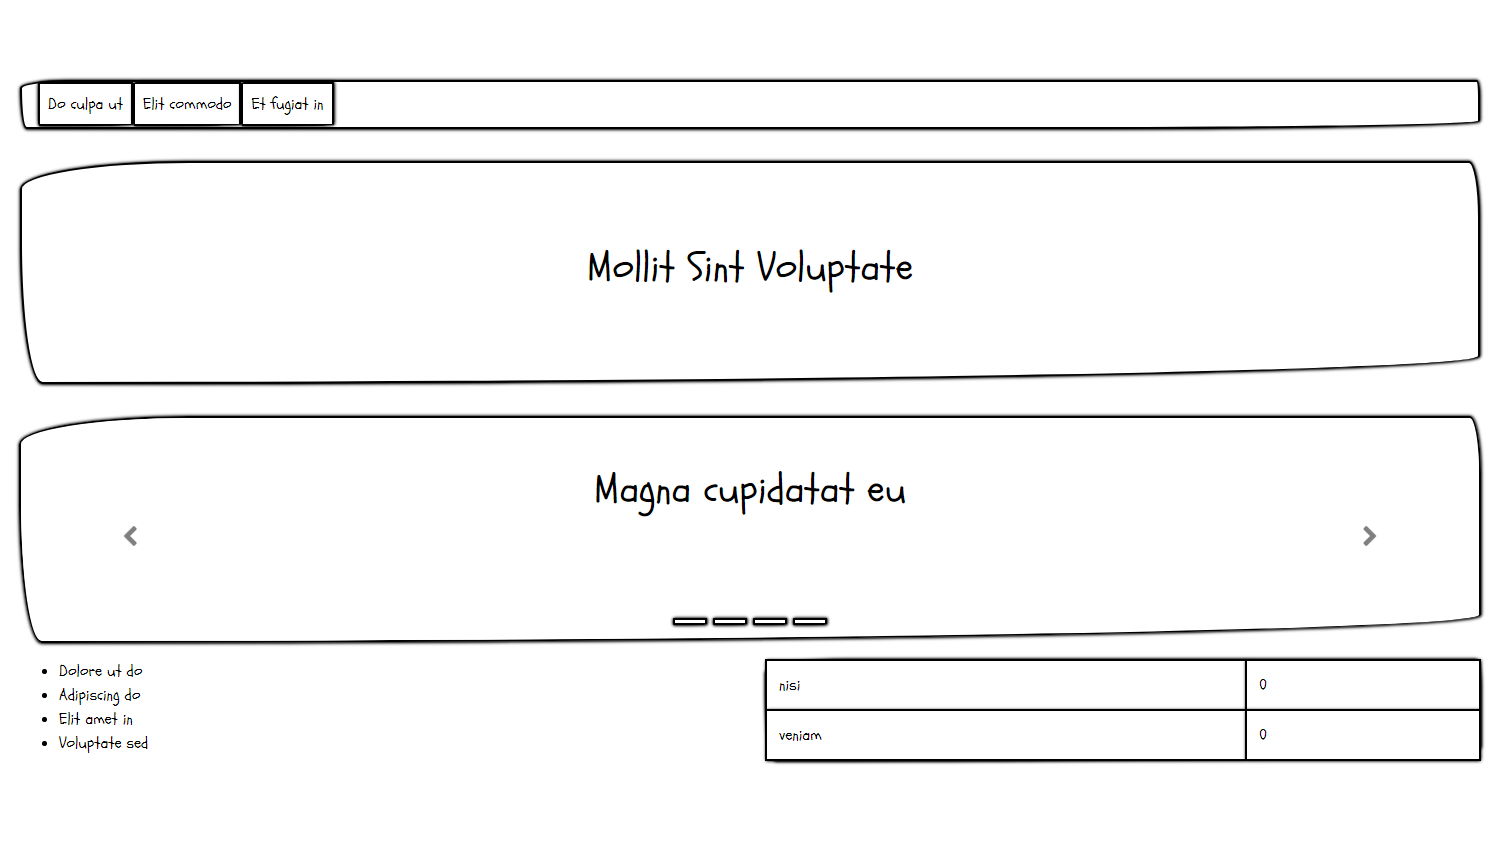 Do culpa ut Elit commodo Et fugiat in
Mollit Sint Voluptate
Magna cupidatat eu
Dolore ut do
Adipiscing do
Elit amet in
Voluptate sed
nisi 0
veniam 0